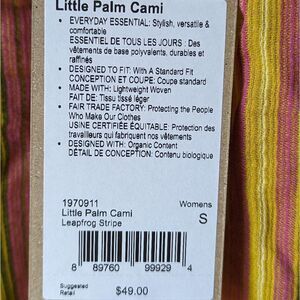 Little Palm Cami
• EVERYDAY ESSENTIAL: Stylish, versatile &
comfortable
ESSENTIEL DE TOUS LES JOURS : Des
vêtements de base polyvalents, durables et
raffinés
• DESIGNED TO FIT: With A Standard Fit
CONCEPTION ET COUPE: Coupe standard
• MADE WITH: Lightweight Woven
FAIT DE: Tissu tissé léger
• FAIR TRADE FACTORY: Protecting the People
Who Make Our Clothes
USINE CERTIFIÉE ÉQUITABLE: Protection des
travailleurs qui fabriquent nos vêtements
• DESIGNED WITH: Organic Content
DÉTAIL DE CONCEPTION: Contenu biologique
1970911
Womens
Little Palm Cami
S
Leapfrog Stripe
8 89760 99929 4
Suggested
Retail
$49.00